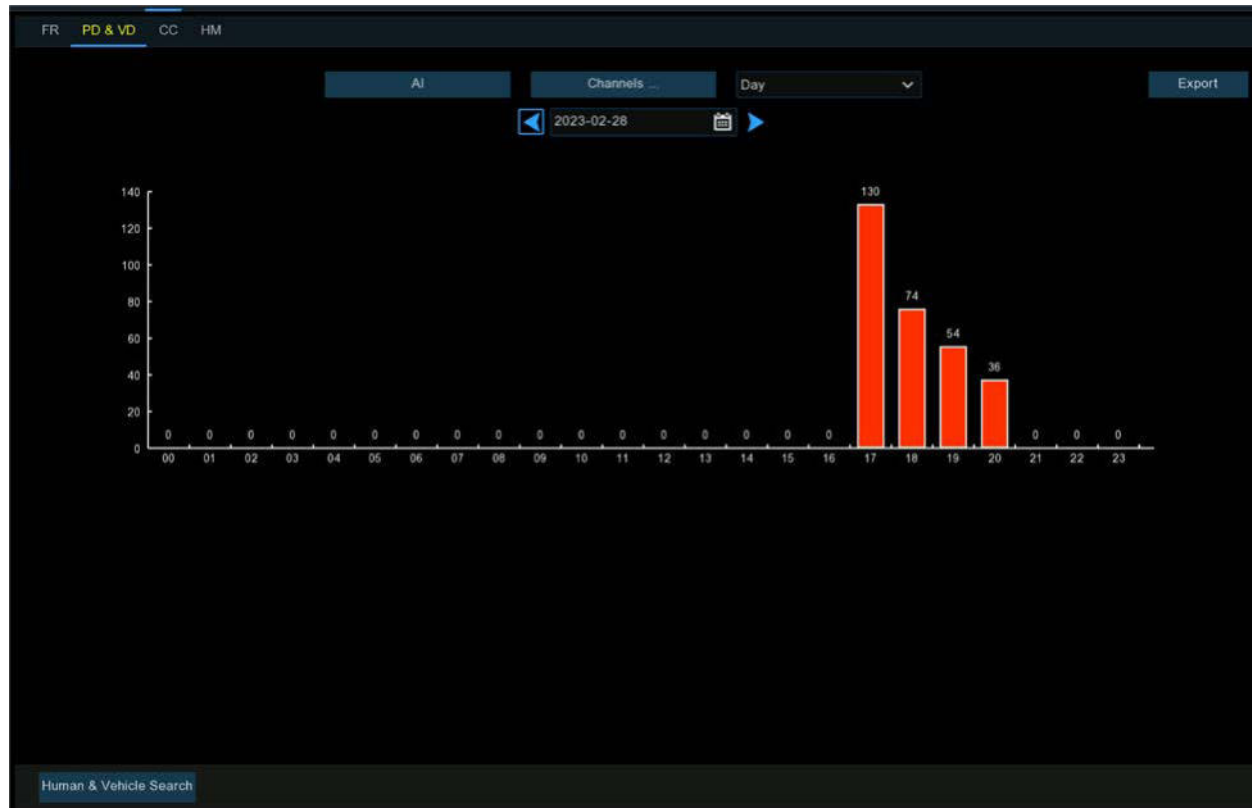 FR PD & VD CC HM
AI Channels ... Day Export
2023-02-28
140
120
100
80
60
40
20
0
130
74
54
36
0 0 0 0 0 0 0 0 0 0 0 0 0 0 0 0 0 0 0 0
00 01 02 03 04 05 06 07 08 09 10 11 12 13 14 15 16 17 18 19 20 21 22 23
Human & Vehicle Search